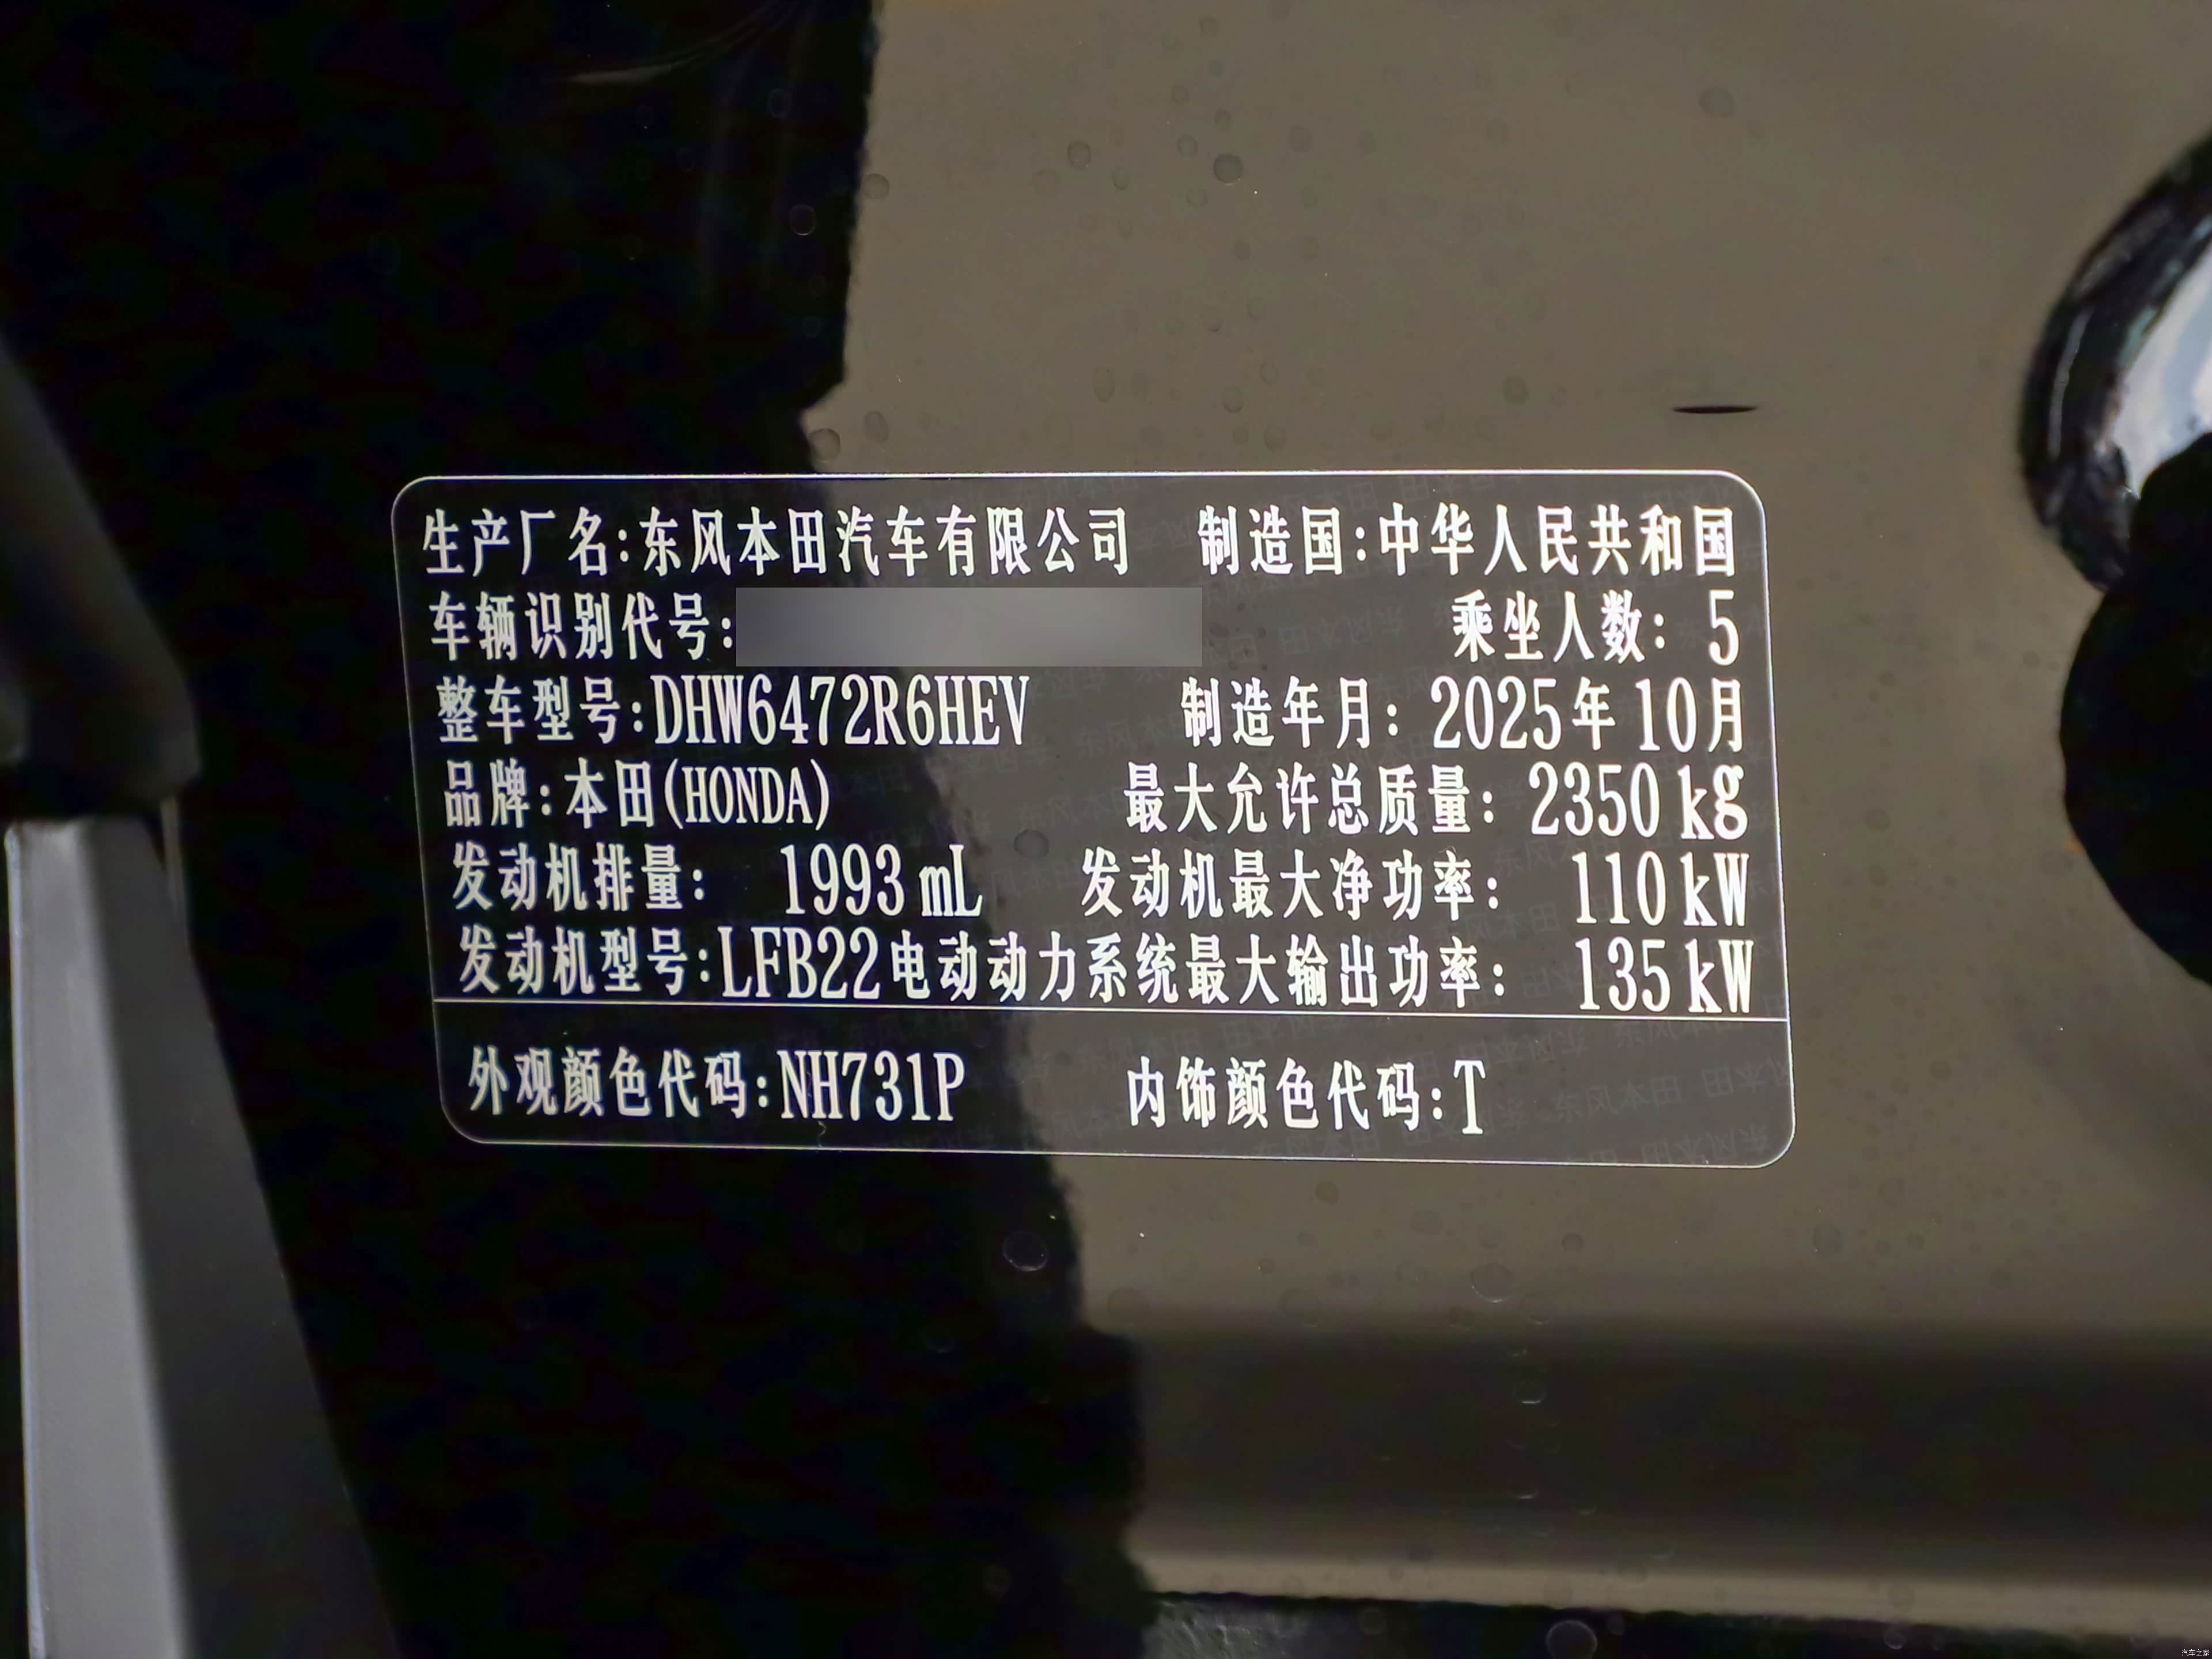 生产厂名:东风本田汽车有限公司 制造国:中华人民共和国
车辆识别代号: 乘坐人数: 5
整车型号:DHW6472R6HEV 制造年月: 2025年10月
品牌:本田(HONDA) 最大允许总质量: 2350 kg
发动机排量: 1993 mL 发动机最大净功率: 110 kW
发动机型号:LFB22 电动动力系统最大输出功率: 135 kW
外观颜色代码:NH731P 内饰颜色代码:T
汽车之家